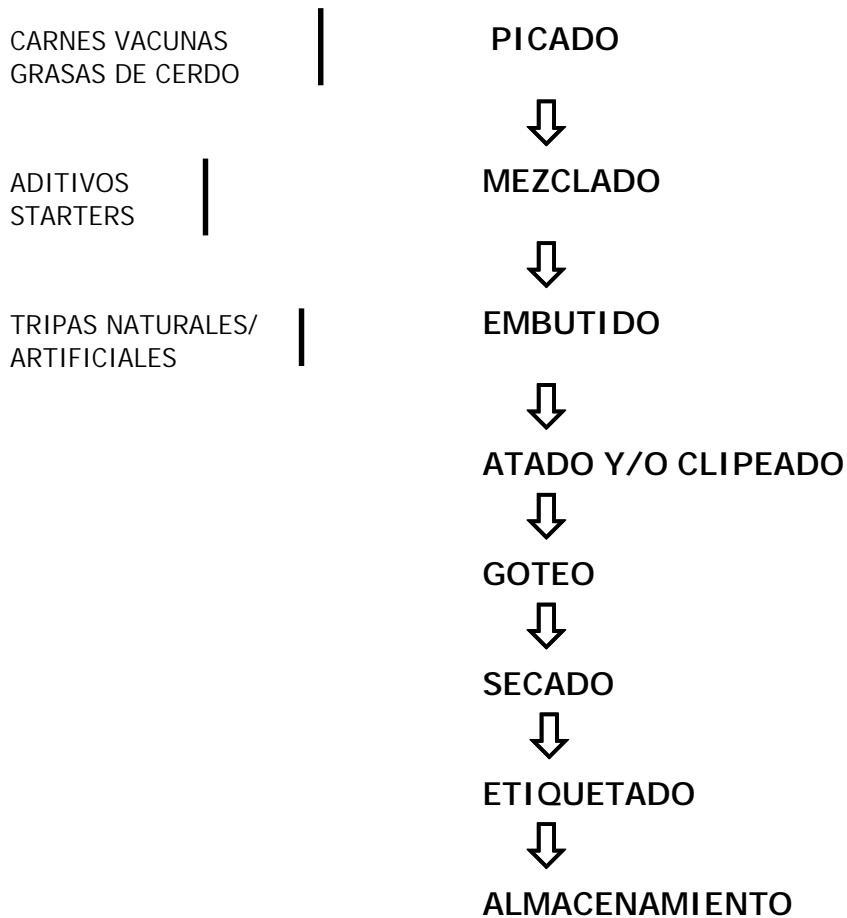 CARNES VACUNAS
GRASAS DE CERDO
PICADO
ADITIVOS
STARTERS
MEZCLADO
TRIPAS NATURALES/
ARTIFICIALES
EMBUTIDO
ATADO Y/O CLIPEADO
GOTEO
SECADO
ETIQUETADO
ALMACENAMIENTO